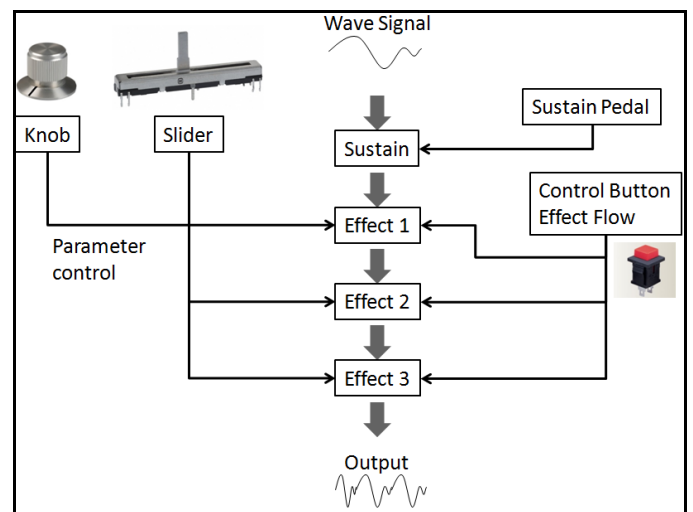 Wave Signal
Sustain Pedal
Knob
Slider
Sustain
Control Button
Effect Flow
Effect 1
Parameter
control
Effect 2
Effect 3
Output